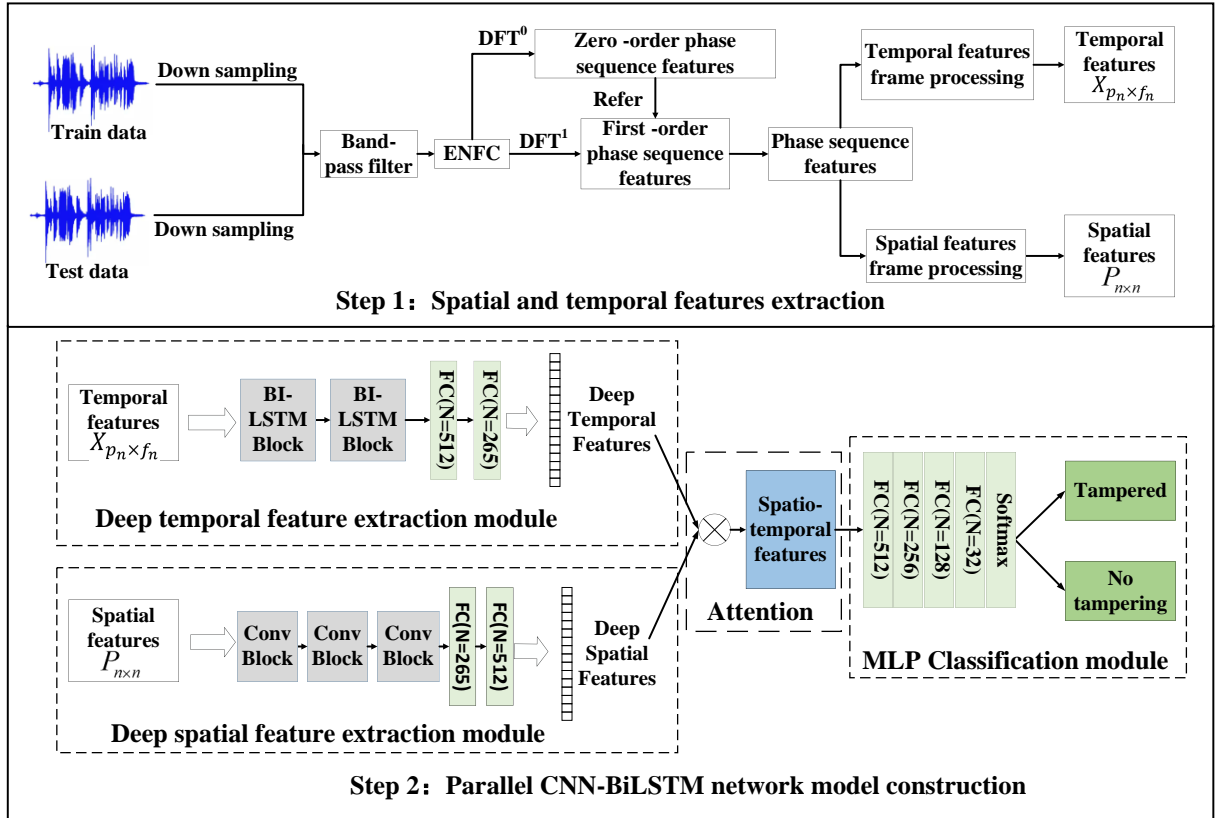 Down sampling
Train data
Down sampling
Test data
Band-
pass filter
ENFC
DFT⁰
DFT¹
Zero -order phase
sequence features
Refer
First -order
phase sequence
features
Phase sequence
features
Temporal features
frame processing
Temporal
features
X_{p_n×f_n}
Spatial features
frame processing
Spatial
features
P_{n×n}
Step 1：Spatial and temporal features extraction
Temporal
features
X_{p_n×f_n}
BI-
LSTM
Block
BI-
LSTM
Block
FC(N=512)
FC(N=265)
Deep
Temporal
Features
Deep temporal feature extraction module
Spatial
features
P_{n×n}
Conv
Block
Conv
Block
Conv
Block
FC(N=265)
FC(N=512)
Deep
Spatial
Features
Deep spatial feature extraction module
Spatio-
temporal
features
Attention
FC(N=512)
FC(N=256)
FC(N=128)
FC(N=32)
Softmax
Tampered
No
tampering
MLP Classification module
Step 2：Parallel CNN-BiLSTM network model construction